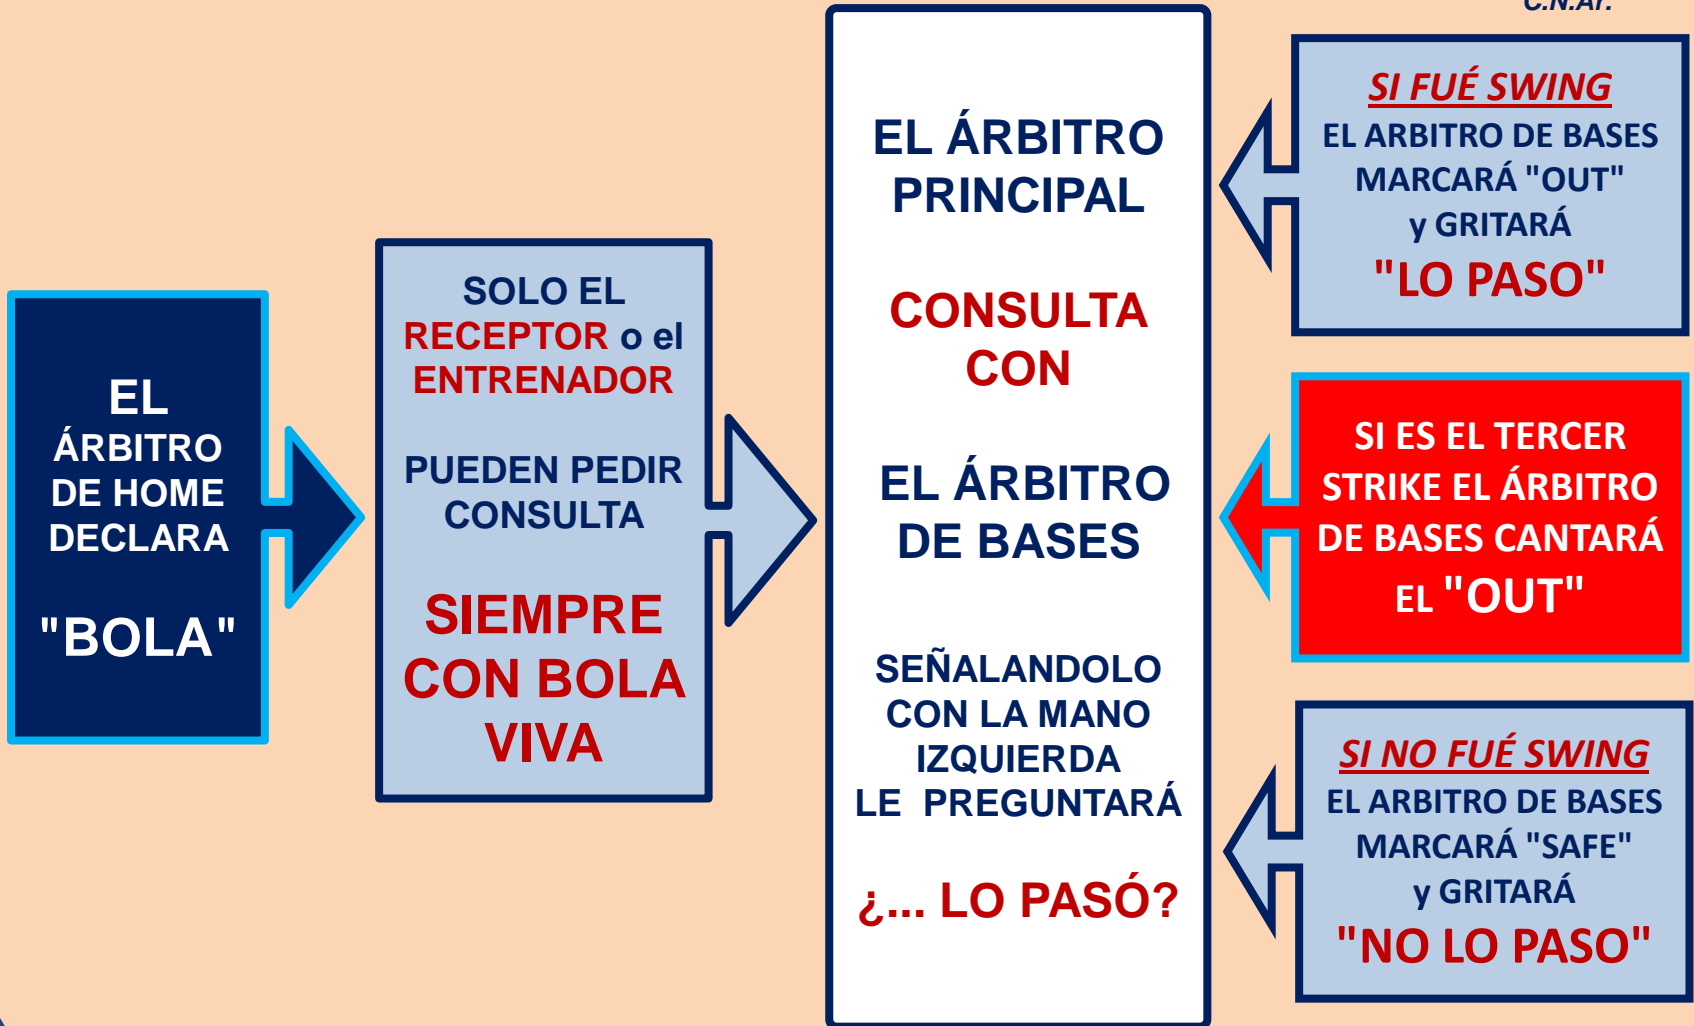 C.N.Ar.
EL
ÁRBITRO
DE HOME
DECLARA
"BOLA"
SOLO EL
RECEPTOR o el
ENTRENADOR
PUEDEN PEDIR
CONSULTA
SIEMPRE
CON BOLA
VIVA
EL ÁRBITRO
PRINCIPAL
CONSULTA
CON
EL ÁRBITRO
DE BASES
SEÑALANDOLO
CON LA MANO
IZQUIERDA
LE PREGUNTARÁ
¿... LO PASÓ?
SI FUÉ SWING
EL ARBITRO DE BASES
MARCARÁ "OUT"
y GRITARÁ
"LO PASO"
SI ES EL TERCER
STRIKE EL ÁRBITRO
DE BASES CANTARÁ
EL "OUT"
SI NO FUÉ SWING
EL ARBITRO DE BASES
MARCARÁ "SAFE"
y GRITARÁ
"NO LO PASO"